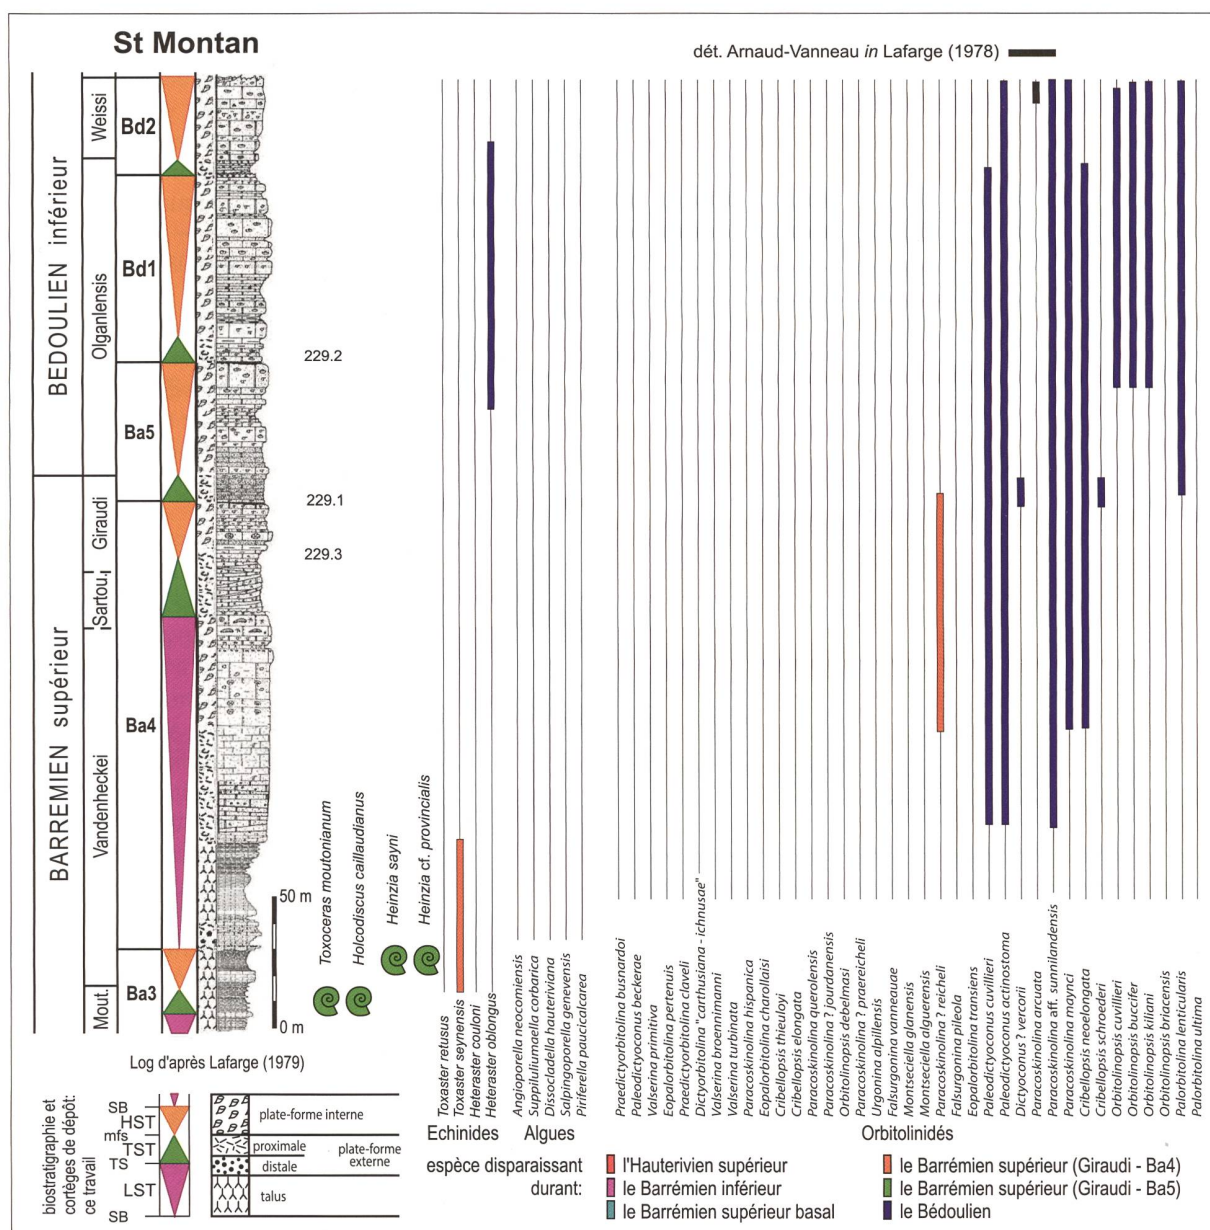 St Montan
dét. Arnaud-Vanneau in Lafarge (1978)
BEDOULIEN inférieur
BARREMIEN supérieur
Weissi
Olganlensis
Giraudi
Sartou.
Vandenheckei
Mout.
Bd2
Bd1
Ba5
Ba4
Ba3
229.2
229.1
229.3
50 m
0 m
Toxoceras moutonianum
Holcodiscus caillaudianus
Heinzia sayni
Heinzia cf. provincialis
Toxaster retusus
Toxaster seynensis
Heteraster couloni
Heteraster oblongus
Angioporella neocomiensis
Suppiluliumaella corbarica
Dissocladella hauteriviana
Salpingoporella genevensis
Piriferella paucicalcarea
Praedictyorbitolina busnardoi
Paleodictyoconus beckerae
Valserina primitiva
Eopalorbitolina pertenuis
Praedictyorbitolina claveli
Dictyorbitolina "carthusiana - ichnusae"
Valserina broennimanni
Valserina turbinata
Paracoskinolina hispanica
Eopalorbitolina charollaisi
Cribellopsis thieuloyi
Cribellopsis elongata
Paracoskinolina querolensis
Paracoskinolina ? jourdanensis
Orbitolinopsis debelmasi
Paracoskinolina ? praereicheli
Urgonina alpillensis
Falsurgonina vanneauae
Montseciella glanensis
Montseciella alguerensis
Paracoskinolina ? reicheli
Falsurgonina pileola
Eopalorbitolina transiens
Paleodictyoconus cuvillieri
Paleodictyoconus actinostoma
Dictyoconus ? vercorii
Paracoskinolina arcuata
Paracoskinolina aff. sunnilandensis
Paracoskinolina maynci
Cribellopsis neoelongata
Cribellopsis schroederi
Orbitolinopsis cuvillieri
Orbitolinopsis buccifer
Orbitolinopsis kiliani
Orbitolinopsis briacensis
Palorbitolina lenticularis
Palorbitolina ultima
Echinides
Algues
Orbitolinidés
Log d'après Lafarge (1979)
biostratigraphie et cortèges de dépôt: ce travail
SB
HST
mfs
TST
TS
LST
SB
plate-forme interne
proximale
distale
plate-forme externe
talus
espèce disparaissant durant:
l'Hauterivien supérieur
le Barrémien inférieur
le Barrémien supérieur basal
le Barrémien supérieur (Giraudi - Ba4)
le Barrémien supérieur (Giraudi - Ba5)
le Bédoulien